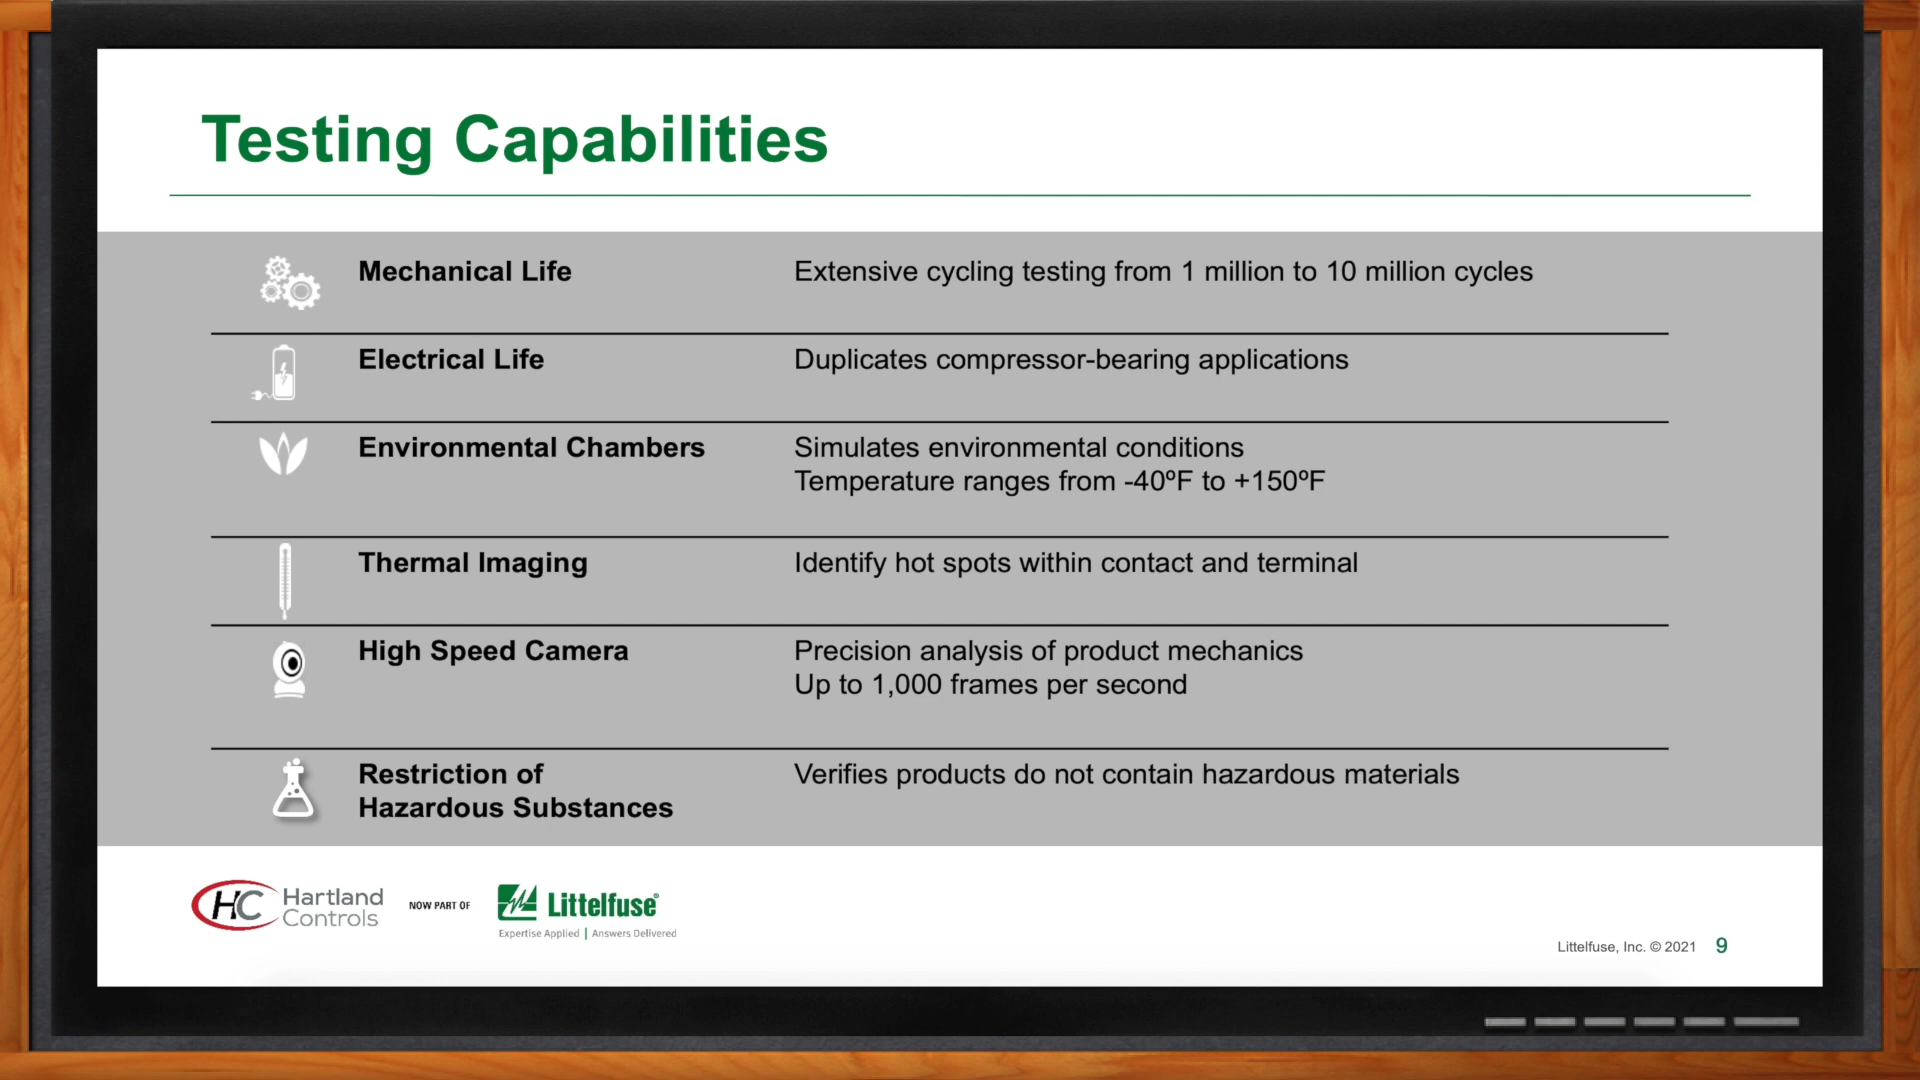 Testing Capabilities
Mechanical Life
Extensive cycling testing from 1 million to 10 million cycles
Electrical Life
Duplicates compressor-bearing applications
Environmental Chambers
Simulates environmental conditions
Temperature ranges from -40ºF to +150ºF
Thermal Imaging
Identify hot spots within contact and terminal
High Speed Camera
Precision analysis of product mechanics
Up to 1,000 frames per second
Restriction of
Hazardous Substances
Verifies products do not contain hazardous materials
HC Hartland
Controls
NOW PART OF
Littelfuse®
Expertise Applied | Answers Delivered
Littelfuse, Inc. © 2021 9